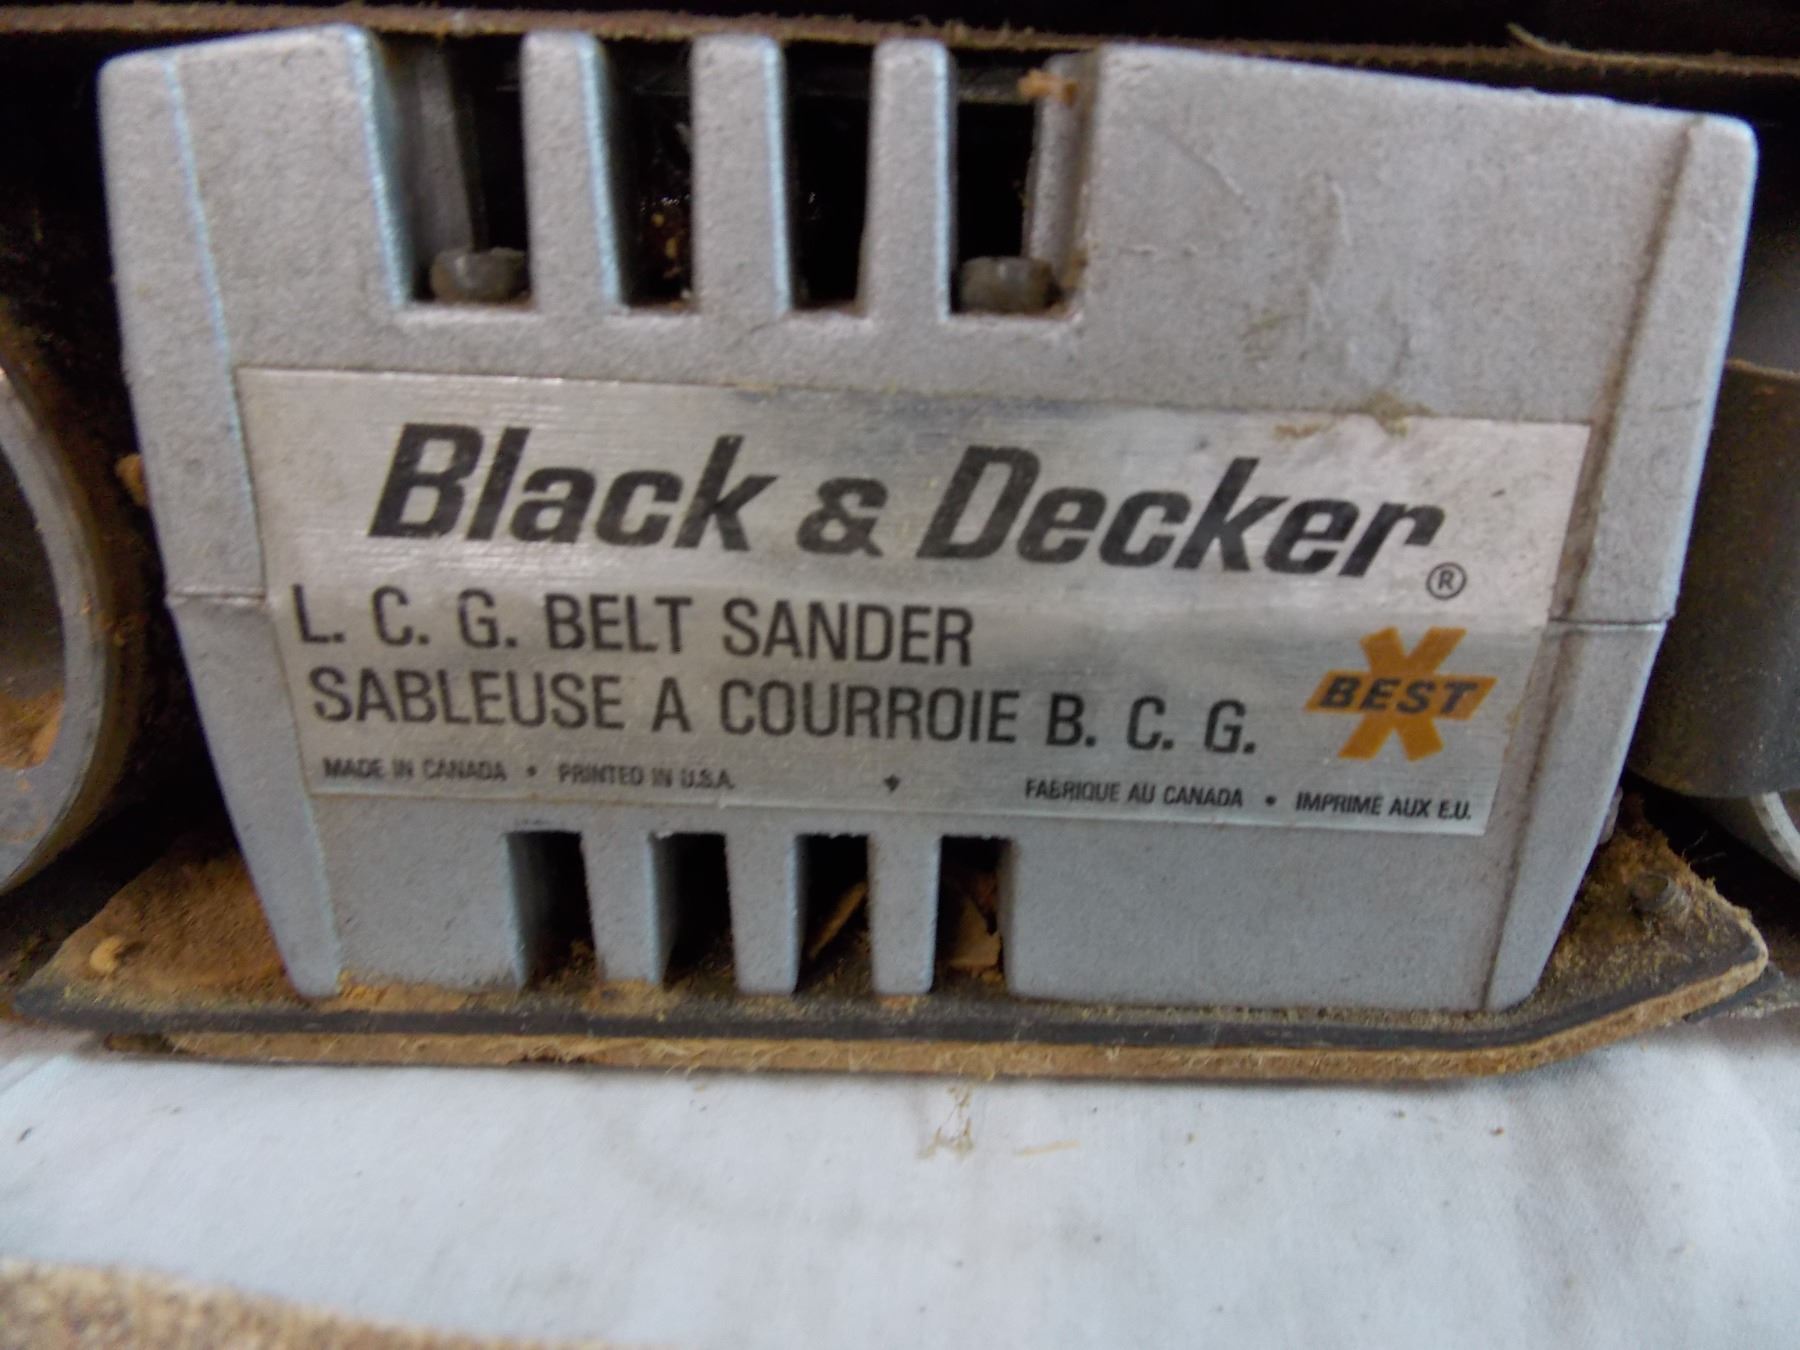 Black & Decker®
L. C. G. BELT SANDER
SABLEUSE A COURROIE B. C. G.
BEST
MADE IN CANADA • PRINTED IN U.S.A.
FABRIQUE AU CANADA • IMPRIME AUX E.U.